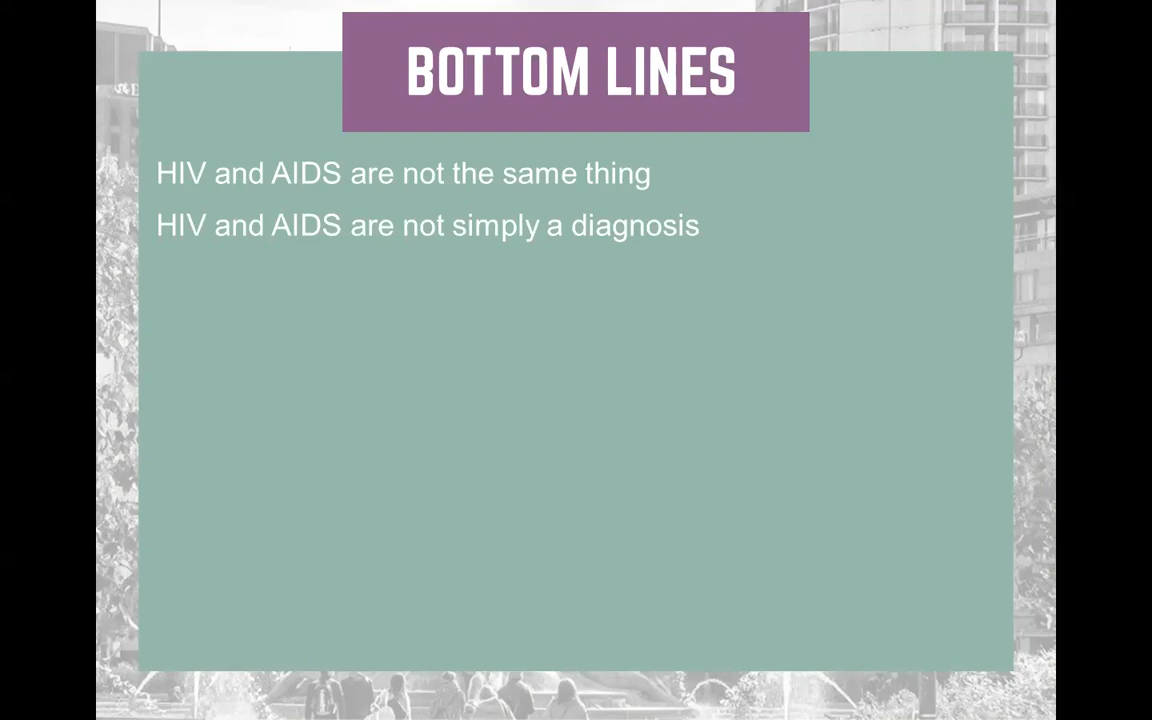 BOTTOM LINES
HIV and AIDS are not the same thing
HIV and AIDS are not simply a diagnosis